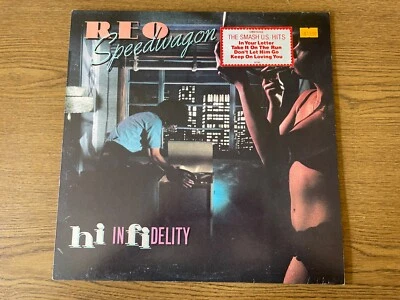 REO
Speedwagon
THE SMASH US HITS
In Your Letter
Take It On The Run
Don't Let Him Go
Keep On Loving You
hi INfiDELITY